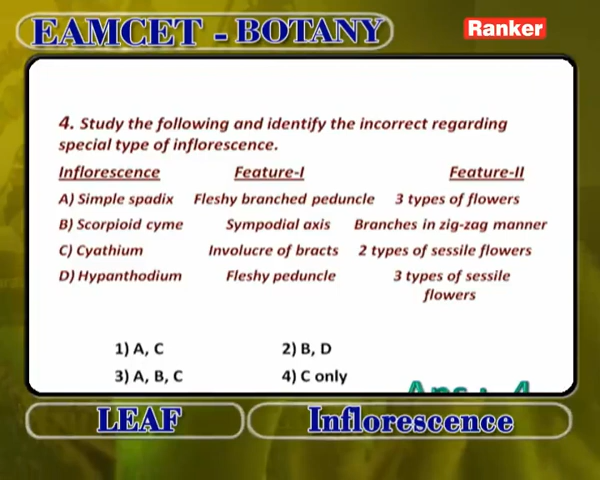 EAMCET - BOTANY
Ranker
4. Study the following and identify the incorrect regarding
special type of inflorescence.
Inflorescence Feature-I Feature-II
A) Simple spadix Fleshy branched peduncle 3 types of flowers
B) Scorpioid cyme Sympodial axis Branches in zig-zag manner
C) Cyathium Involucre of bracts 2 types of sessile flowers
D) Hypanthodium Fleshy peduncle 3 types of sessile
flowers
1) A, C 2) B, D
3) A, B, C 4) C only
Ans : 4
LEAF Inflorescence